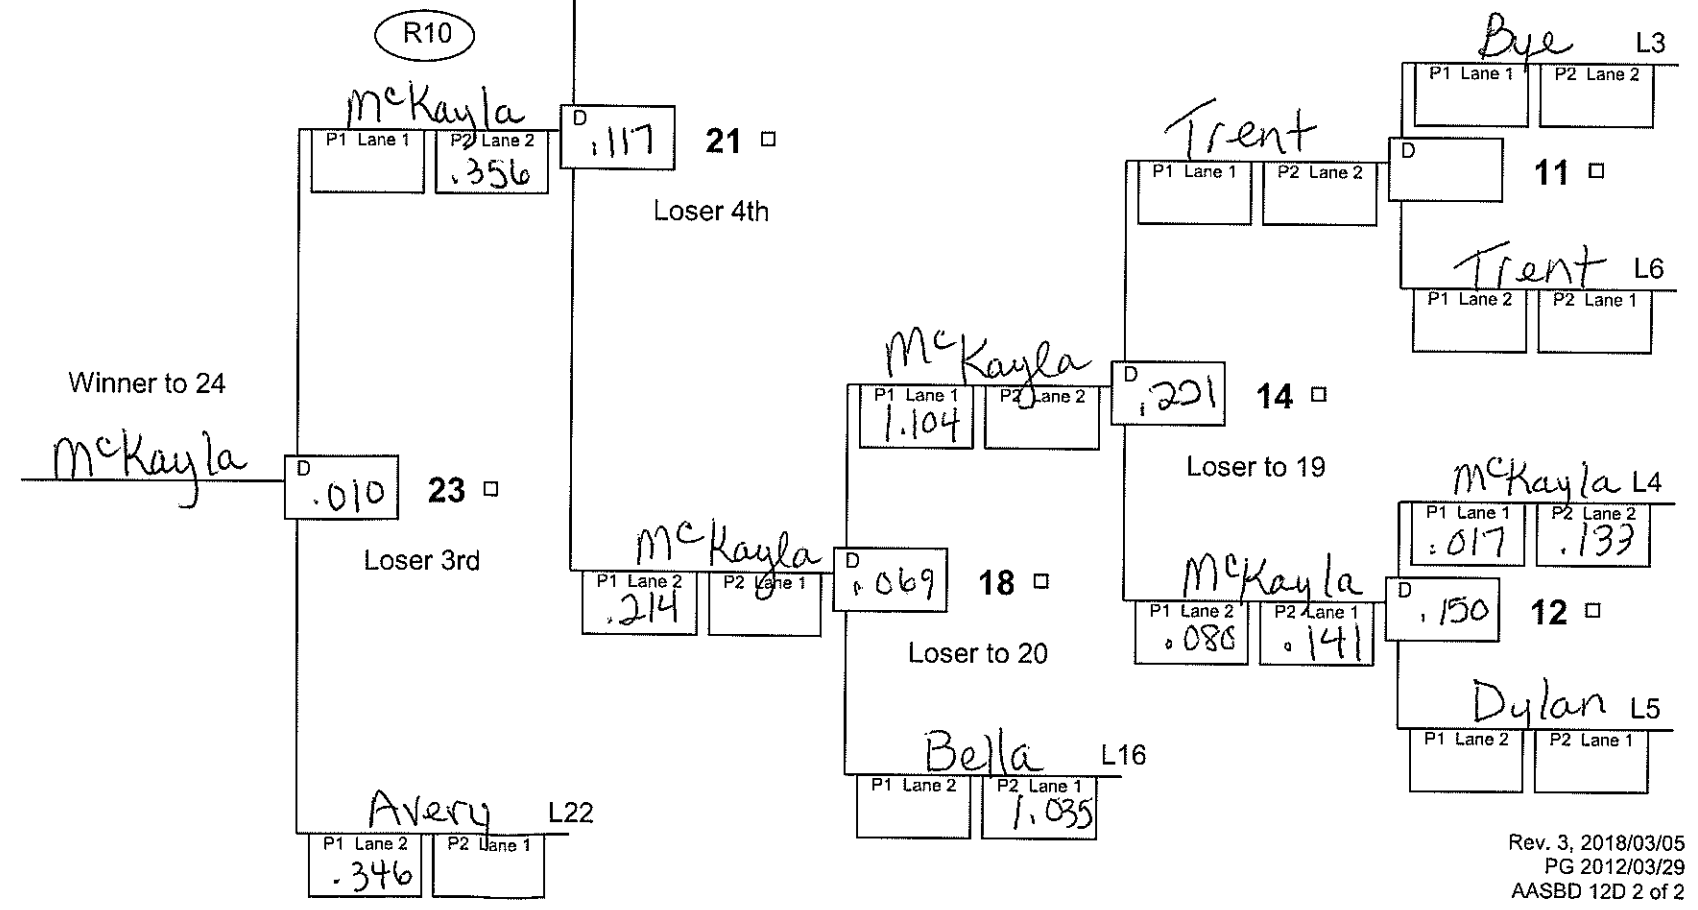 R10
Bye L3
P1 Lane 1 P2 Lane 2
McKayla
P1 Lane 1 P2 Lane 2
.356
D .117
21
Loser 4th
Trent
P1 Lane 1 P2 Lane 2
D
11
Trent L6
P1 Lane 2 P2 Lane 1
Winner to 24
McKayla
P1 Lane 1 P2 Lane 2
1.104
D .221
14
Loser to 19
McKayla
D .010
23
Loser 3rd
McKayla L4
P1 Lane 1 P2 Lane 2
.017 .133
McKayla
P1 Lane 2 P2 Lane 1
.214
D .069
18
Loser to 20
McKayla
P1 Lane 2 P2 Lane 1
.141
D .150
12
Dylan L5
P1 Lane 2 P2 Lane 1
Bella L16
P1 Lane 2 P2 Lane 1
1.035
Avery L22
P1 Lane 2 P2 Lane 1
.346
Rev. 3, 2018/03/05
PG 2012/03/29
AASBD 12D 2 of 2